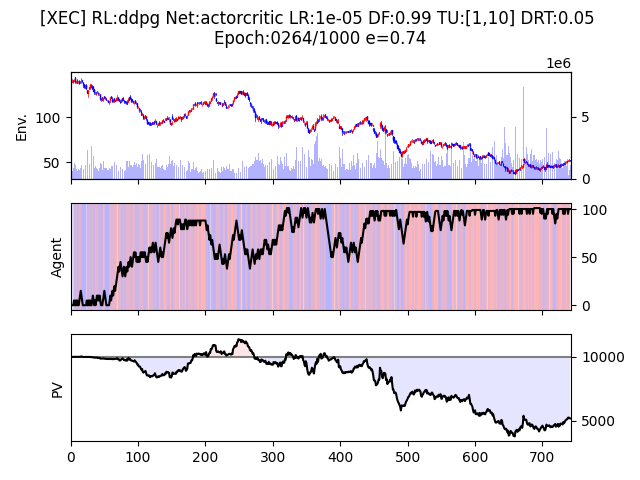 [XEC] RL:ddpg Net:actorcritic LR:1e-05 DF:0.99 TU:[1,10] DRT:0.05
Epoch:0264/1000 e=0.74
1e6
Env.
100
50
5
0
Agent
100
50
0
PV
10000
5000
0 100 200 300 400 500 600 700